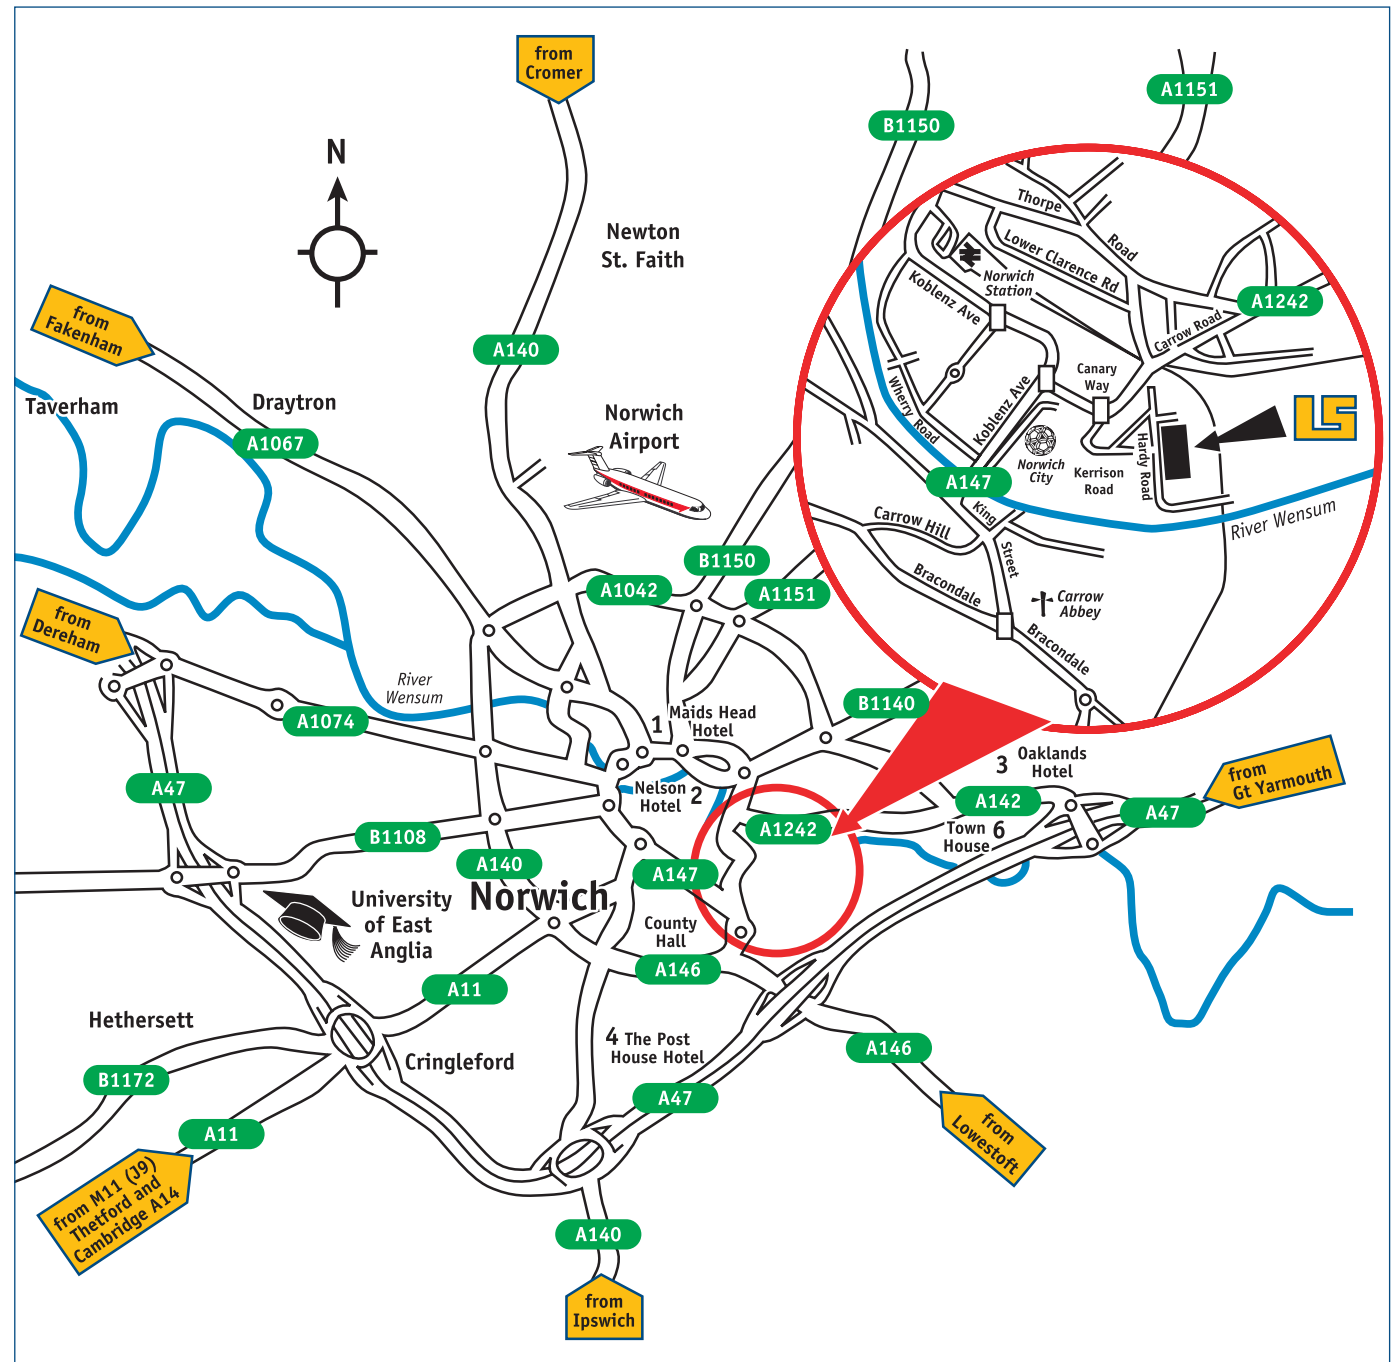 from
Cromer
A1151
B1150
N
Thorpe
Road
Newton
St. Faith
Lower Clarence Rd
Norwich
Station
Koblenz Ave
A1242
from
Fakenham
Carrow Road
A140
Canary
Way
Taverham
Draytron
Norwich
Airport
Wherry Road
Koblenz Ave
LS
A1067
Norwich
City
Kerrison
Road
Hardy Road
A147
King
Street
River Wensum
Carrow Hill
B1150
A1042
A1151
Bracondale
Carrow
Abbey
from
Dereham
Bracondale
River
Wensum
A1074
B1140
1
Maids Head
Hotel
3
Oaklands
Hotel
from
Gt Yarmouth
A47
Nelson
Hotel
2
A142
A47
B1108
A1242
Town
House
6
A140
A147
Norwich
University
of East
Anglia
County
Hall
A146
A11
Hethersett
4
The Post
House Hotel
A146
Cringleford
B1172
A47
A11
from
Lowestoft
from M11 (J9)
Thetford and
Cambridge A14
A140
from
Ipswich